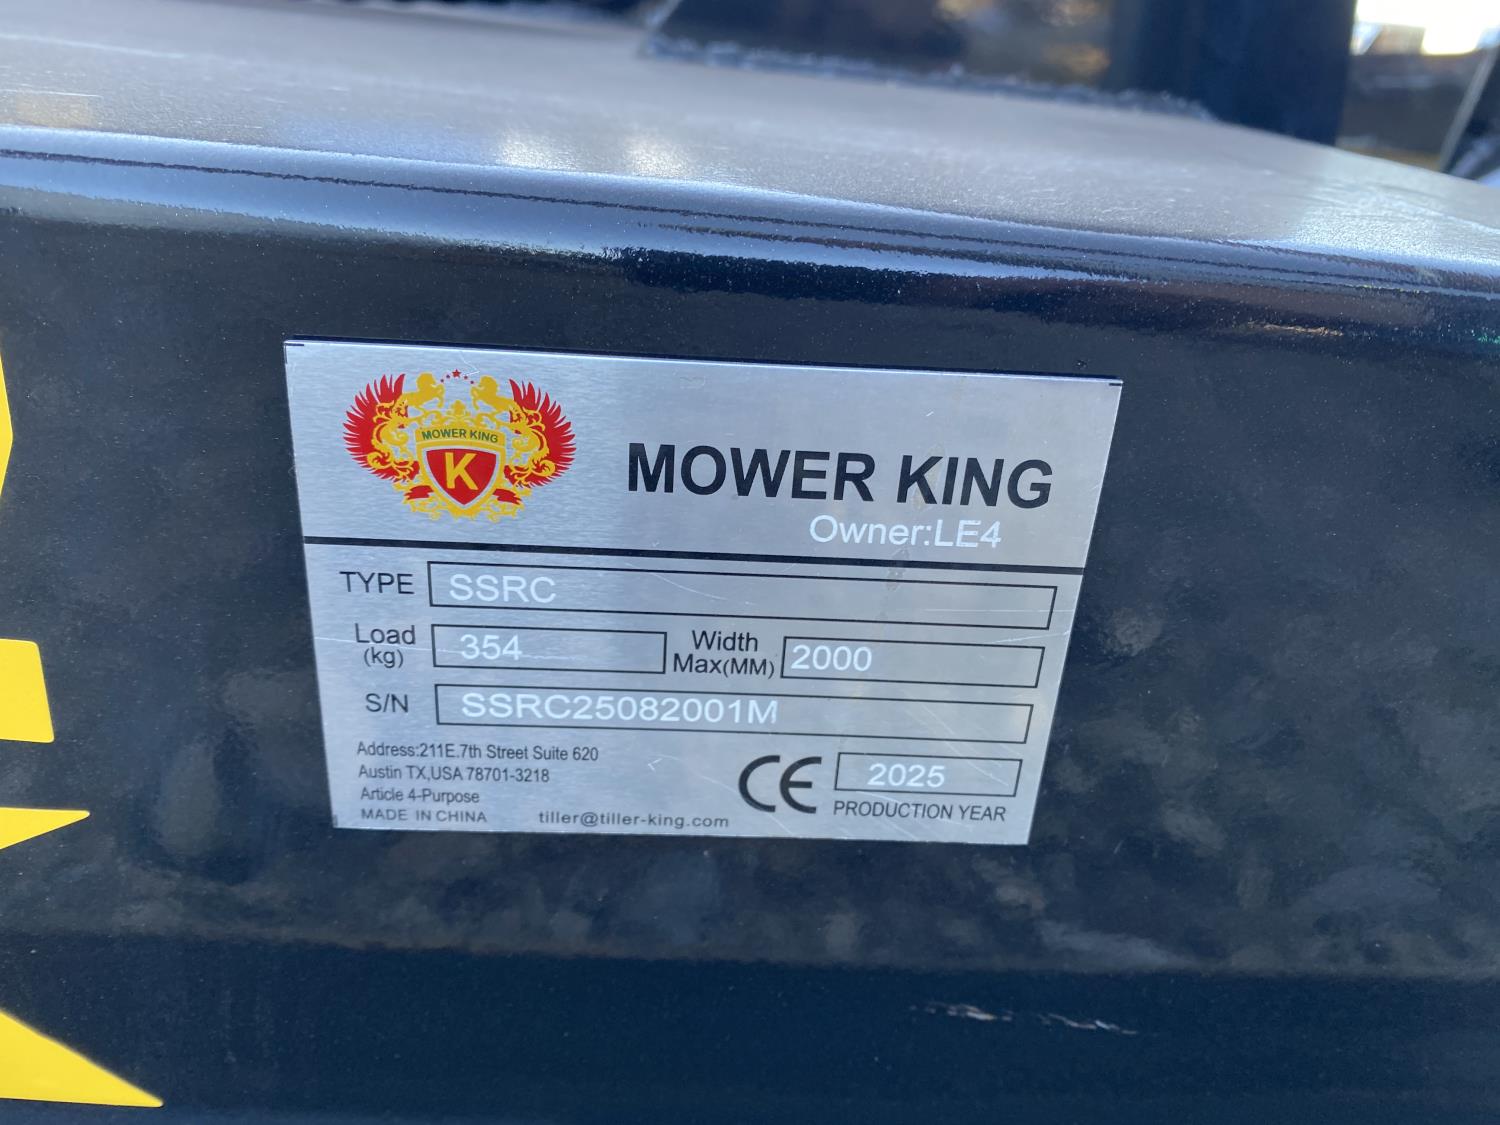 MOWER KING
K
MOWER KING
Owner:LE4
TYPE SSRC
Load (kg) 354 Width Max(MM) 2000
S/N SSRC25082001M
Address:211E.7th Street Suite 620
Austin TX,USA 78701-3218
Article 4-Purpose
MADE IN CHINA tiller@tiller-king.com
CE 2025
PRODUCTION YEAR